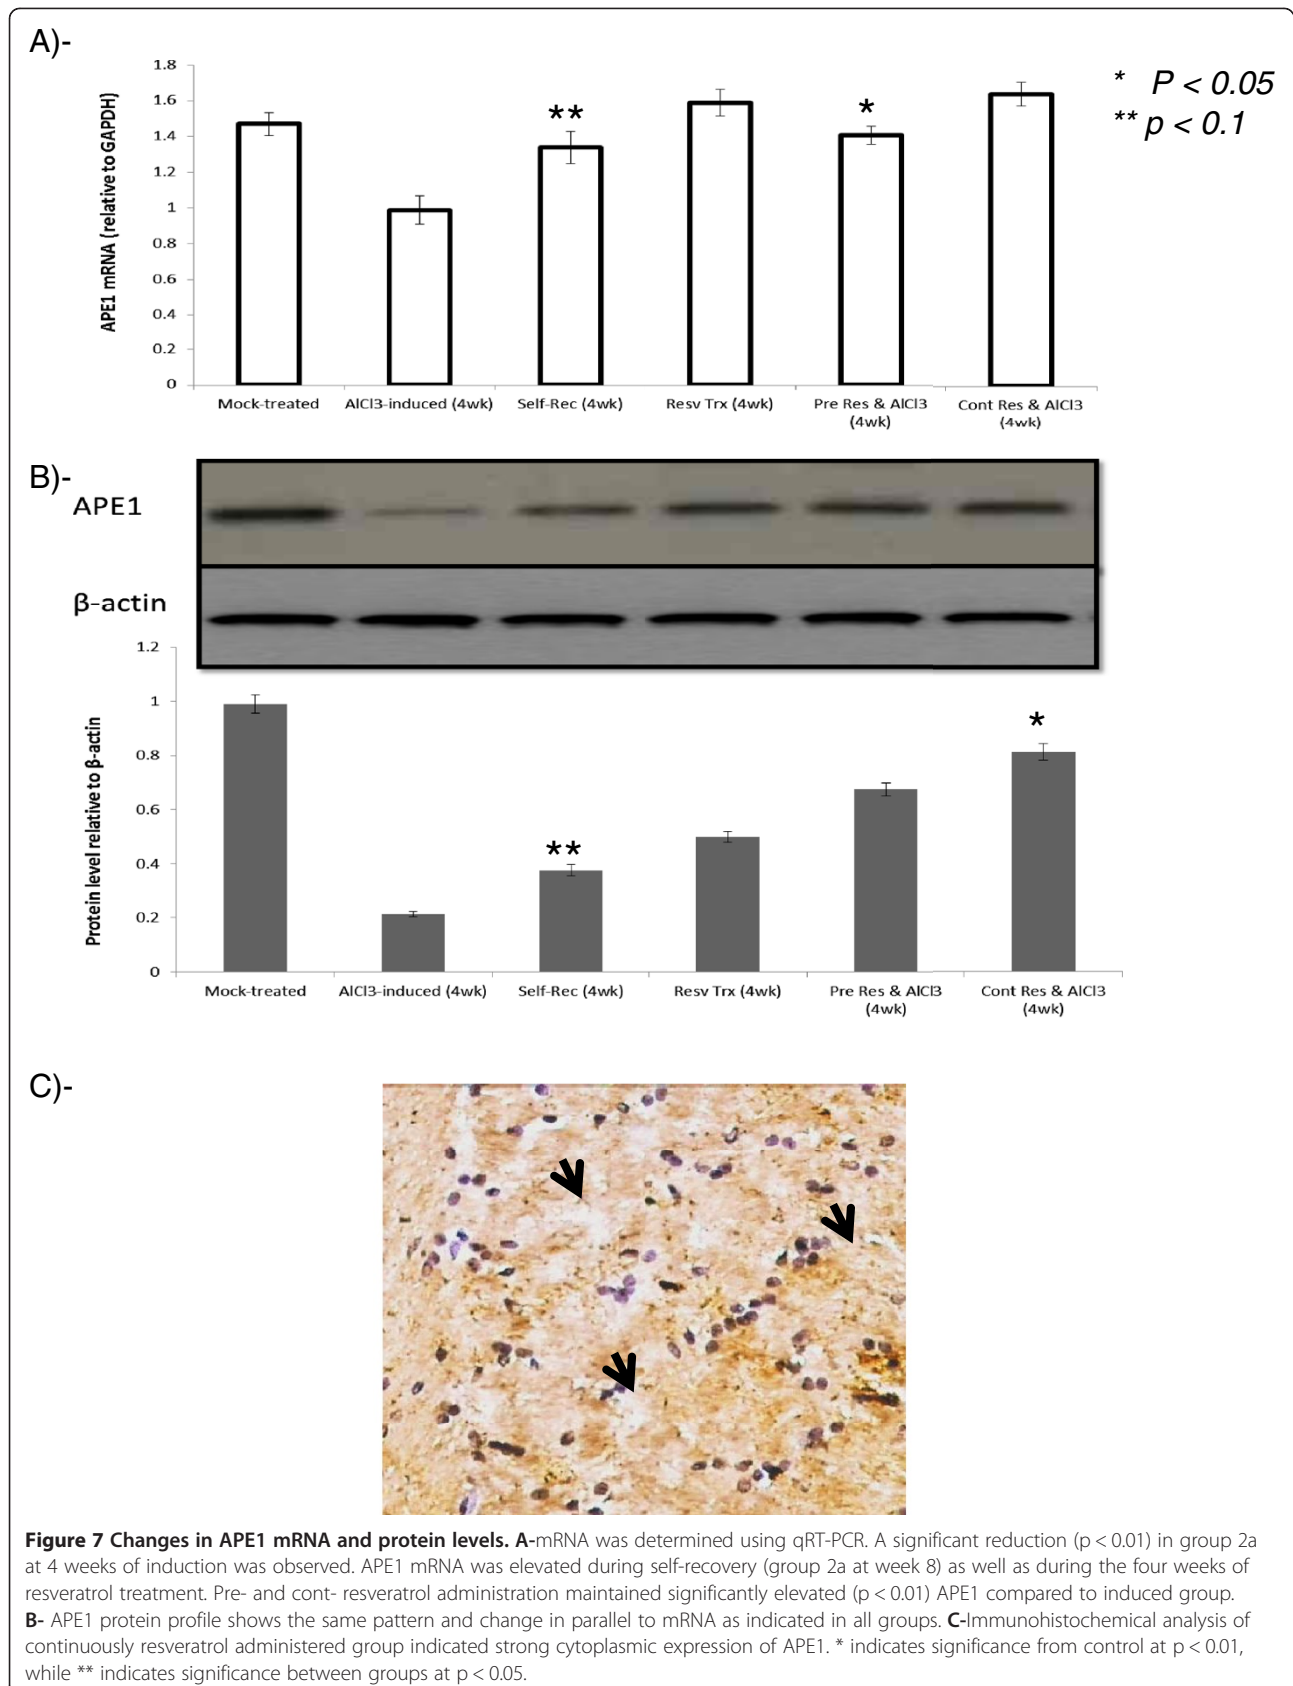 A)-
* P < 0.05
** p < 0.1
APE1 mRNA (relative to GAPDH)
1.8
1.6
1.4
1.2
1
0.8
0.6
0.4
0.2
0
**
*
Mock-treated
AlCl3-induced (4wk)
Self-Rec (4wk)
Resv Trx (4wk)
Pre Res & AlCl3
(4wk)
Cont Res & AlCl3
(4wk)
B)-
APE1
β-actin
Protein level relative to β-actin
1.2
1
0.8
0.6
0.4
0.2
0
**
*
Mock-treated
AlCl3-induced (4wk)
Self-Rec (4wk)
Resv Trx (4wk)
Pre Res & AlCl3
(4wk)
Cont Res & AlCl3
(4wk)
C)-
Figure 7 Changes in APE1 mRNA and protein levels. A-mRNA was determined using qRT-PCR. A significant reduction (p < 0.01) in group 2a
at 4 weeks of induction was observed. APE1 mRNA was elevated during self-recovery (group 2a at week 8) as well as during the four weeks of
resveratrol treatment. Pre- and cont- resveratrol administration maintained significantly elevated (p < 0.01) APE1 compared to induced group.
B- APE1 protein profile shows the same pattern and change in parallel to mRNA as indicated in all groups. C-Immunohistochemical analysis of
continuously resveratrol administered group indicated strong cytoplasmic expression of APE1. * indicates significance from control at p < 0.01,
while ** indicates significance between groups at p < 0.05.